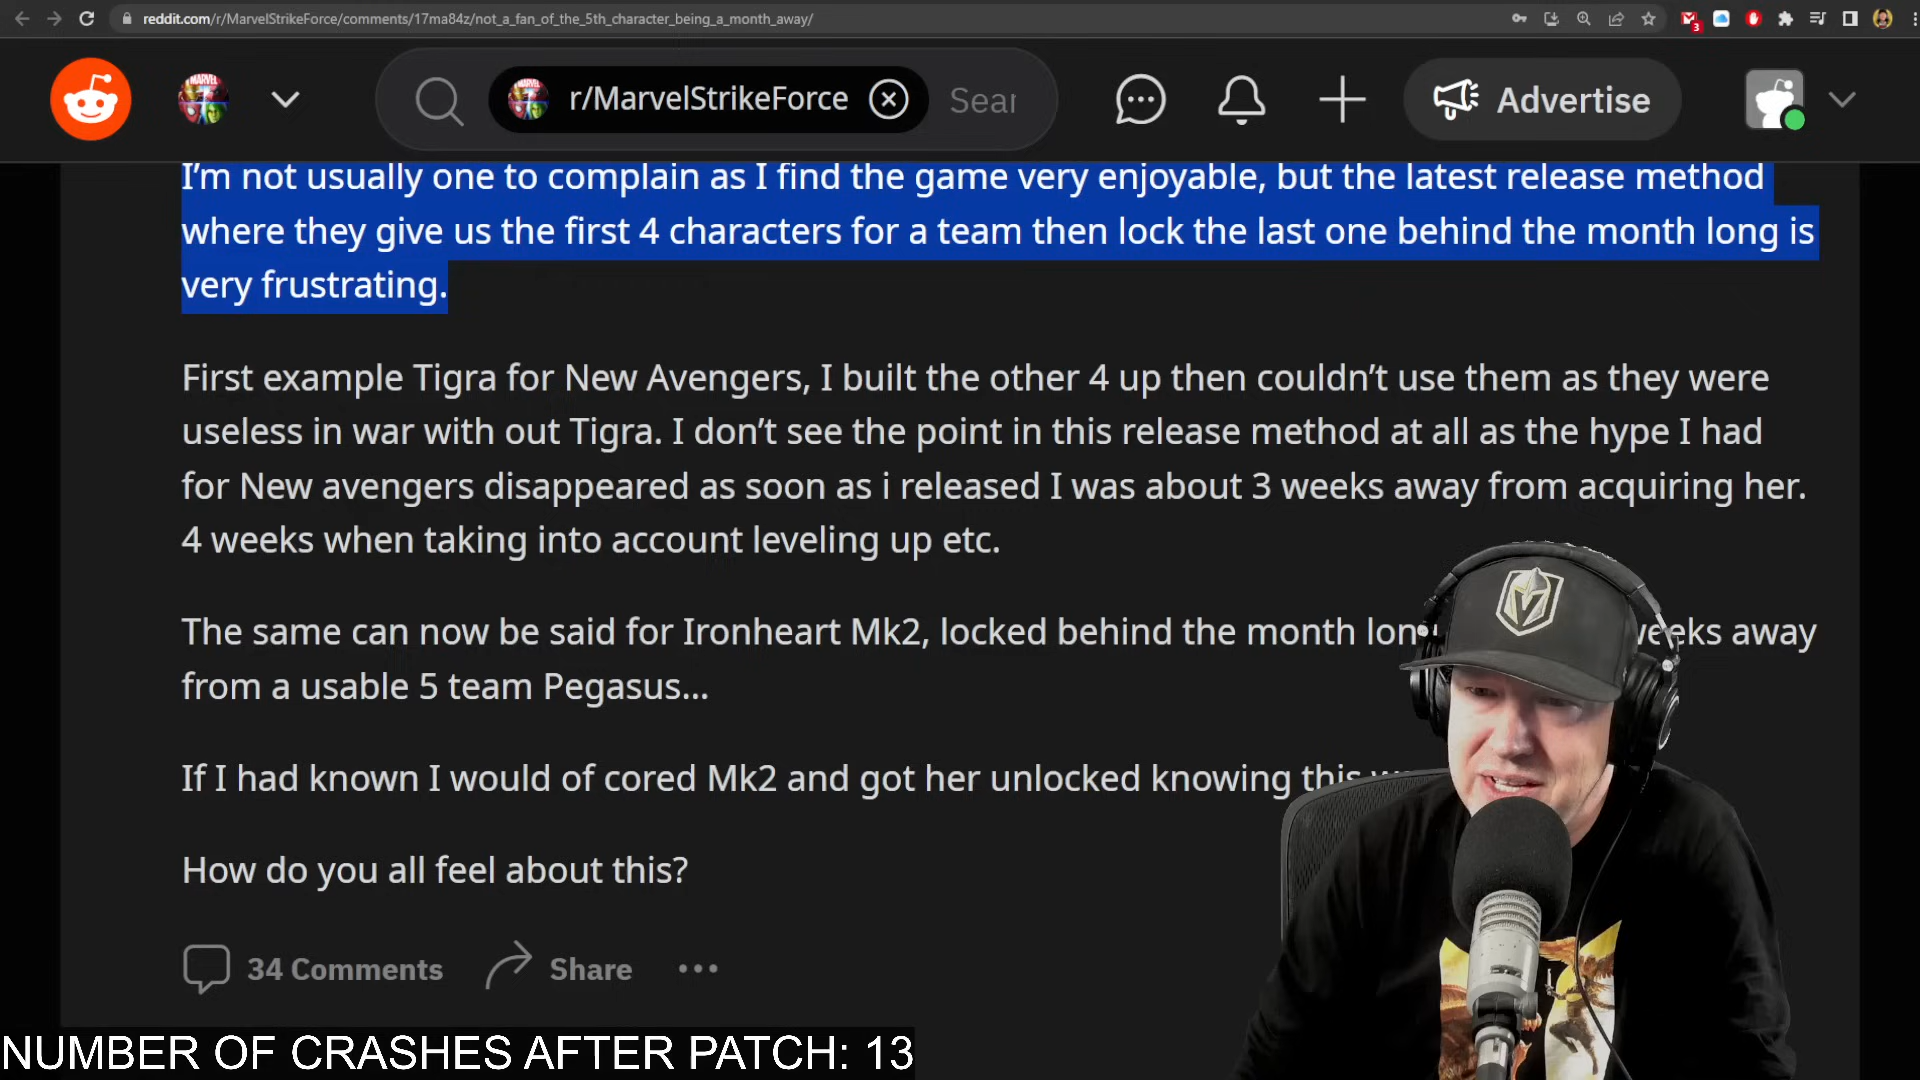 reddit.com/r/MarvelStrikeForce/comments/17ma84z/not_a_fan_of_the_5th_character_being_a_month_away/
3
MARVEL
r/MarvelStrikeForce
Sear
Advertise
I'm not usually one to complain as I find the game very enjoyable, but the latest release method
where they give us the first 4 characters for a team then lock the last one behind the month long is
very frustrating.
First example Tigra for New Avengers, I built the other 4 up then couldn't use them as they were
useless in war with out Tigra. I don't see the point in this release method at all as the hype I had
for New avengers disappeared as soon as i released I was about 3 weeks away from acquiring her.
4 weeks when taking into account leveling up etc.
The same can now be said for Ironheart Mk2, locked behind the month long weeks away
from a usable 5 team Pegasus...
If I had known I would of cored Mk2 and got her unlocked knowing this
How do you all feel about this?
34 Comments
Share
NUMBER OF CRASHES AFTER PATCH: 13